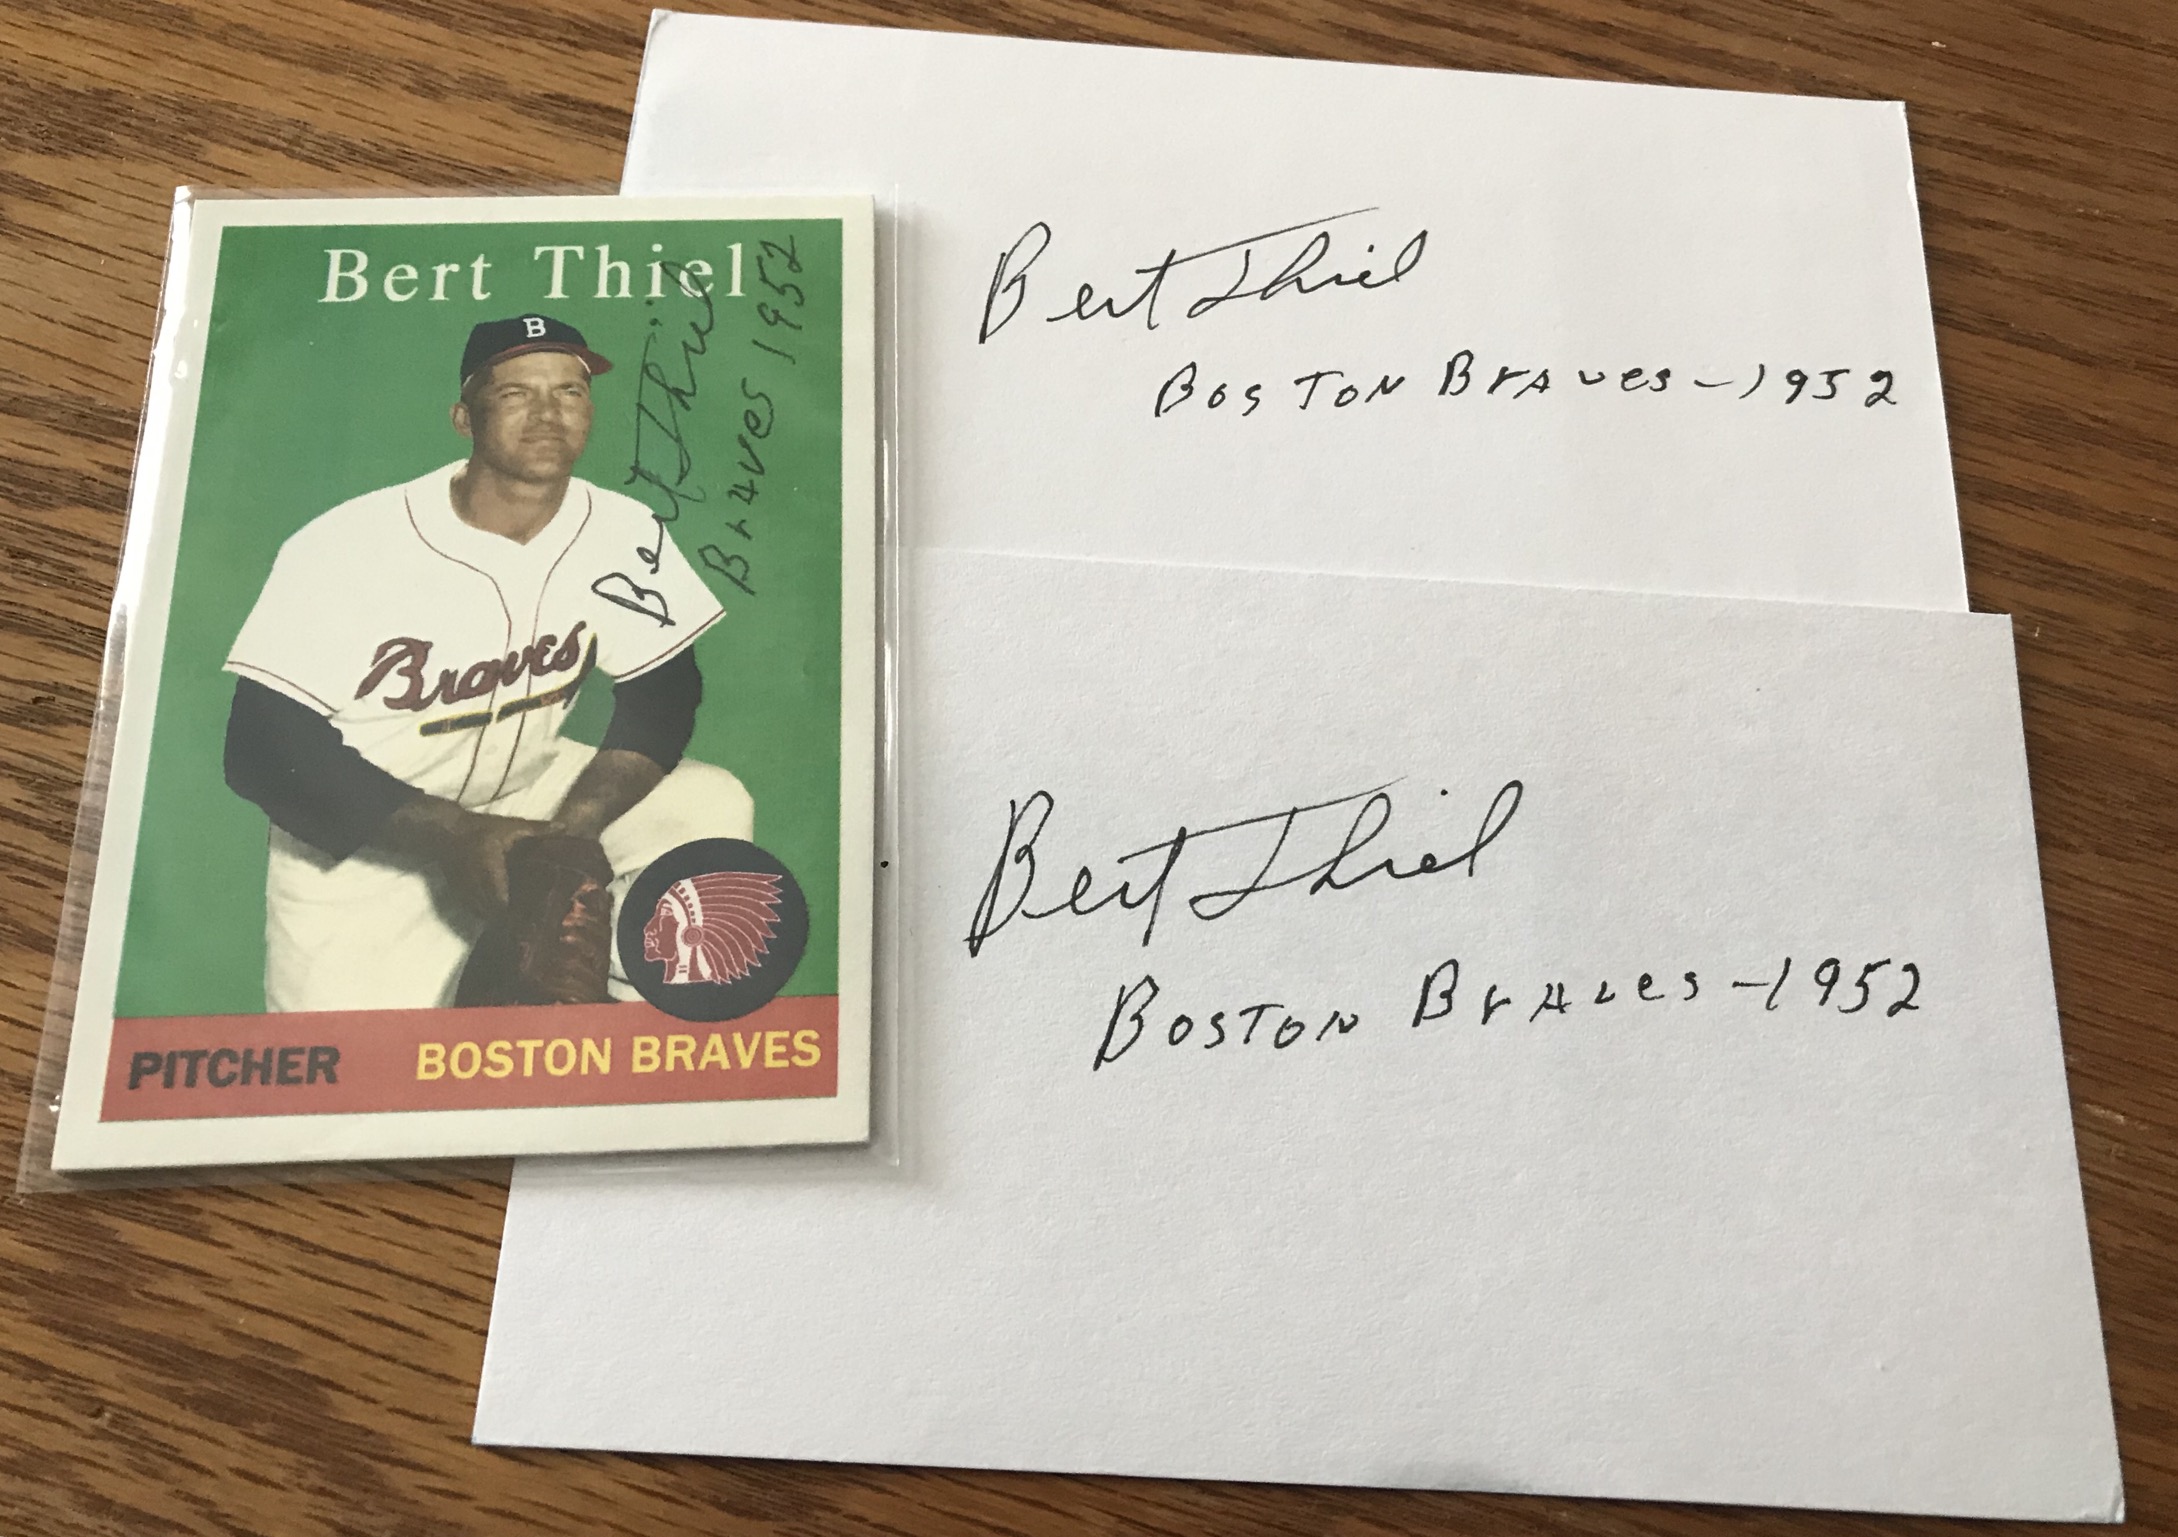 Bert Thiel
B
Bert Thiel
Braves 1952
Braves
PITCHER BOSTON BRAVES
Bert Thiel
BOSTON BrAves - 1952
Bert Thiel
BOSTON BrAves - 1952